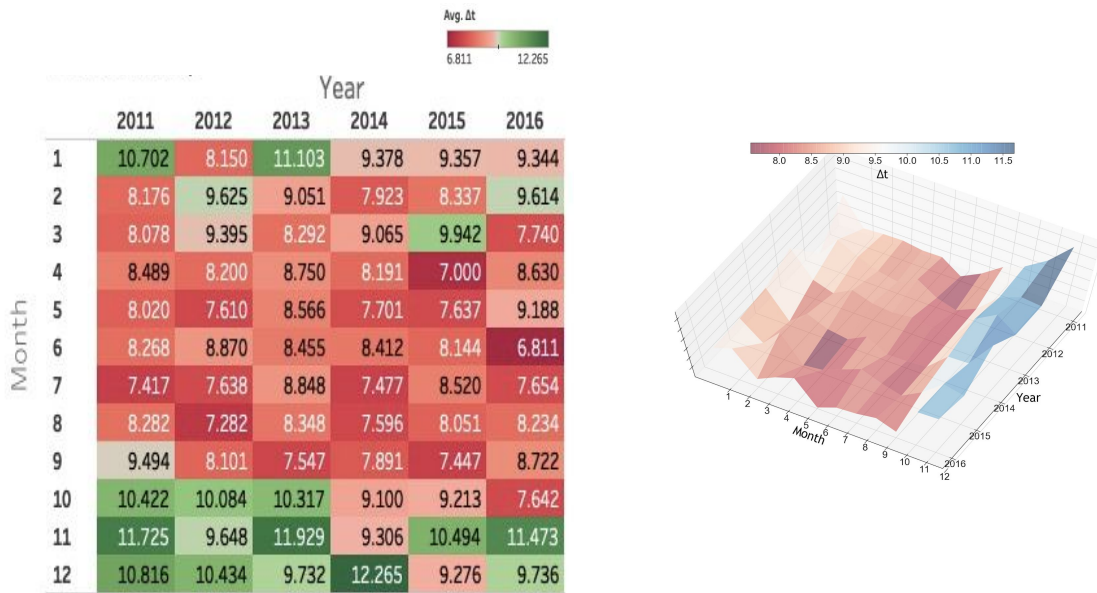 Avg. Δt
6.811 12.265
Year
2011 2012 2013 2014 2015 2016
1 10.702 8.150 11.103 9.378 9.357 9.344
2 8.176 9.625 9.051 7.923 8.337 9.614
3 8.078 9.395 8.292 9.065 9.942 7.740
4 8.489 8.200 8.750 8.191 7.000 8.630
5 8.020 7.610 8.566 7.701 7.637 9.188
6 8.268 8.870 8.455 8.412 8.144 6.811
7 7.417 7.638 8.848 7.477 8.520 7.654
8 8.282 7.282 8.348 7.596 8.051 8.234
9 9.494 8.101 7.547 7.891 7.447 8.722
10 10.422 10.084 10.317 9.100 9.213 7.642
11 11.725 9.648 11.929 9.306 10.494 11.473
12 10.816 10.434 9.732 12.265 9.276 9.736
Month
8.0 8.5 9.0 9.5 10.0 10.5 11.0 11.5
Δt
1 2 3 4 5 6 7 8 9 10 11 12
Month
2011
2012
2013
2014
2015
2016
Year